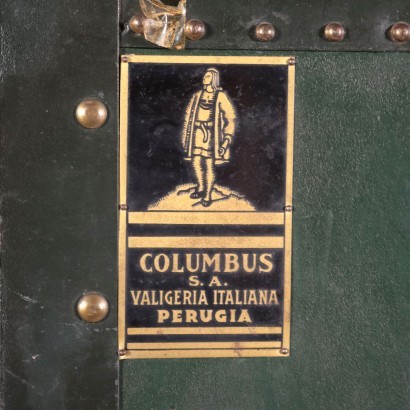 COLUMBUS
S. A.
VALIGERIA ITALIANA
PERUGIA